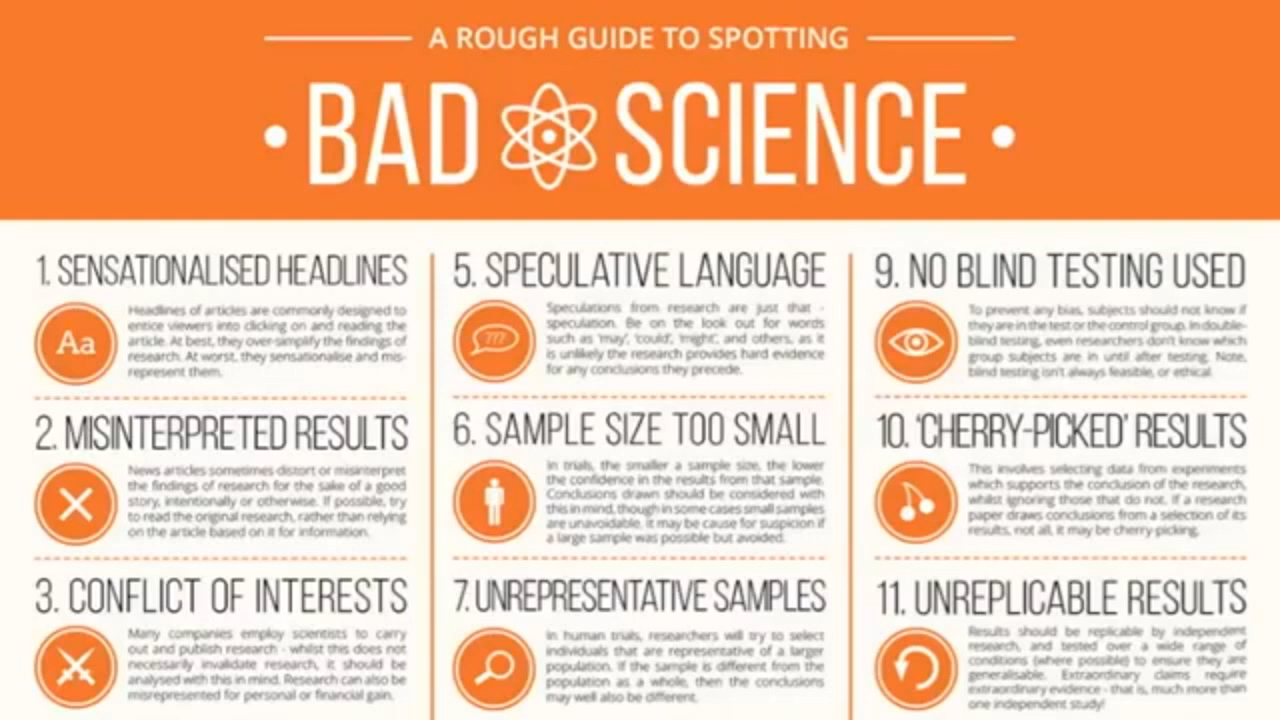 A ROUGH GUIDE TO SPOTTING
BAD SCIENCE
1. SENSATIONALISED HEADLINES
Aa
Headlines of articles are commonly designed to
entice viewers into clicking on and reading the
article. At best, they over-simplify the findings of
research. At worst, they sensationalise and mis-
represent them.
2. MISINTERPRETED RESULTS
News articles sometimes distort or misinterpret
the findings of research for the sake of a good
story, intentionally or otherwise. If possible, try
to read the original research, rather than relying
on the article based on it for information.
3. CONFLICT OF INTERESTS
Many companies employ scientists to carry
out and publish research - whilst this does not
necessarily invalidate research, it should be
analysed with this in mind. Research can also be
misrepresented for personal or financial gain.
5. SPECULATIVE LANGUAGE
???
Speculations from research are just that -
speculation. Be on the look out for words
such as 'may', 'could', 'might', and others, as it
is unlikely the research provides hard evidence
for any conclusions they precede.
6. SAMPLE SIZE TOO SMALL
In trials, the smaller a sample size, the lower
the confidence in the results from that sample.
Conclusions drawn should be considered with
this in mind, though in some cases small samples
are unavoidable. It may be cause for suspicion if
a large sample was possible but avoided.
7. UNREPRESENTATIVE SAMPLES
In human trials, researchers will try to select
individuals that are representative of a larger
population. If the sample is different from the
population as a whole, then the conclusions
may well also be different.
9. NO BLIND TESTING USED
To prevent any bias, subjects should not know if
they are in the test or the control group. In double-
blind testing, even researchers don't know which
group subjects are in until after testing. Note,
blind testing isn't always feasible, or ethical.
10. 'CHERRY-PICKED' RESULTS
This involves selecting data from experiments
which supports the conclusion of the research,
whilst ignoring those that do not. If a research
paper draws conclusions from a selection of its
results, not all, it may be cherry-picking.
11. UNREPLICABLE RESULTS
Results should be replicable by independent
research, and tested over a wide range of
conditions (where possible) to ensure they are
generalisable. Extraordinary claims require
extraordinary evidence - that is, much more than
one independent study!